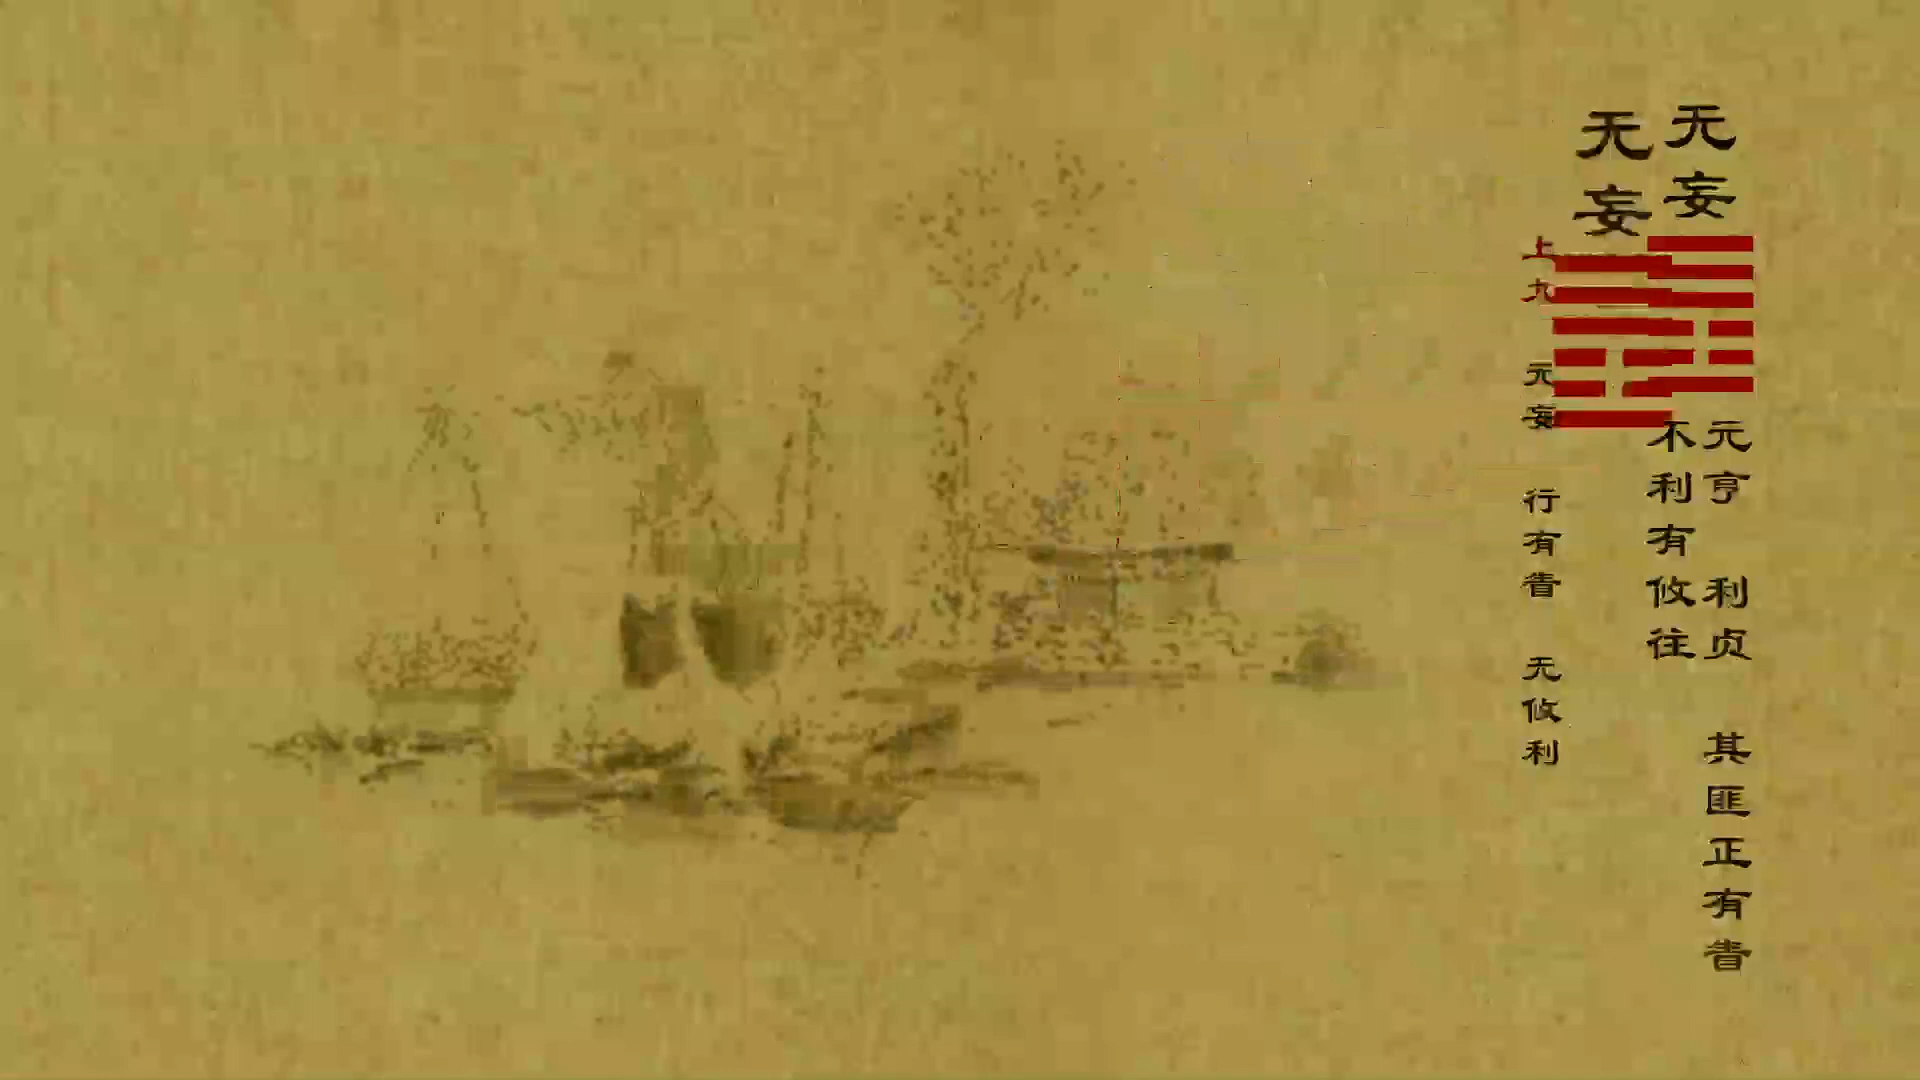 无妄
元亨 利贞 其匪正有眚
不利有攸往
无妄
上九 无妄 行有眚 无攸利